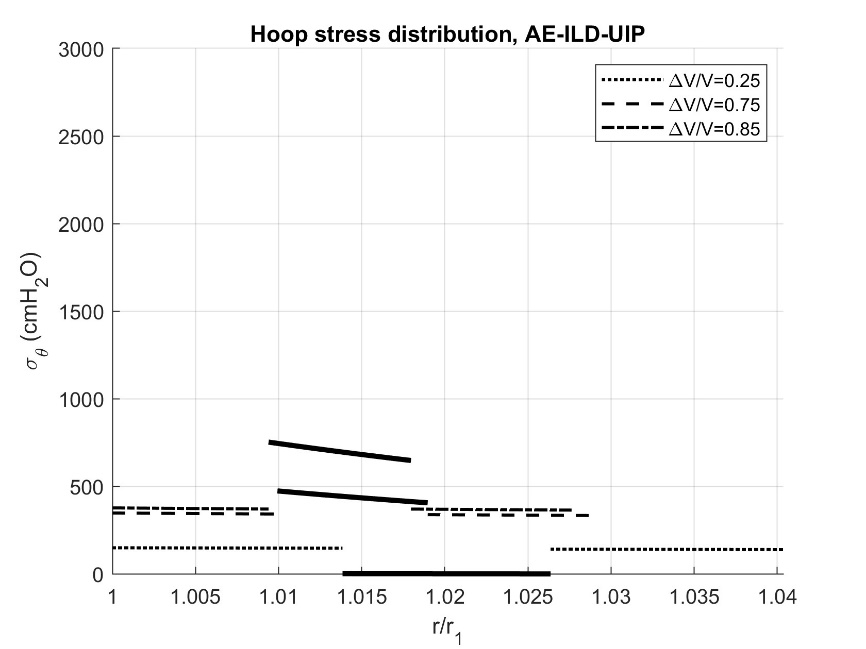 Hoop stress distribution, AE-ILD-UIP
3000
2500
2000
1500
1000
500
0
σθ (cmH2O)
ΔV/V=0.25
ΔV/V=0.75
ΔV/V=0.85
1 1.005 1.01 1.015 1.02 1.025 1.03 1.035 1.04
r/r1